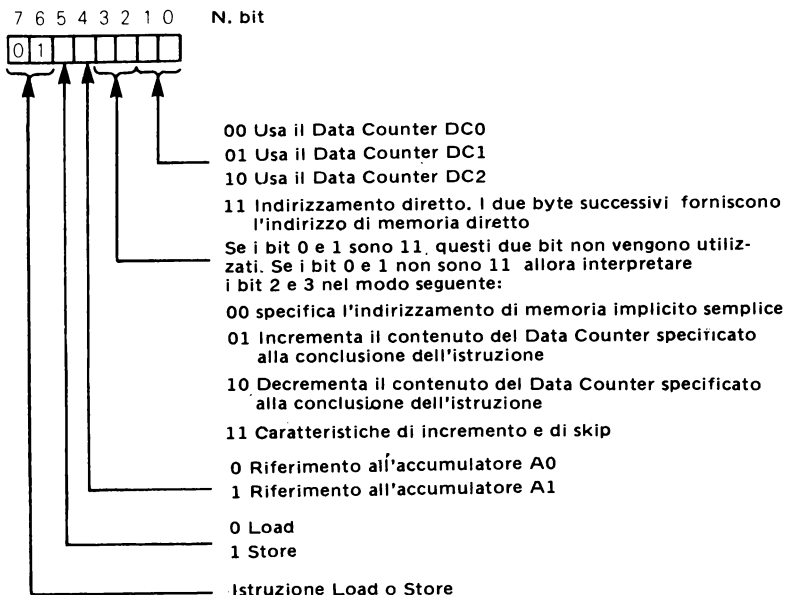 7 6 5 4 3 2 1 0 N. bit
0 1
00 Usa il Data Counter DC0
01 Usa il Data Counter DC1
10 Usa il Data Counter DC2
11 Indirizzamento diretto. I due byte successivi forniscono
l'indirizzo di memoria diretto
Se i bit 0 e 1 sono 11, questi due bit non vengono utiliz-
zati. Se i bit 0 e 1 non sono 11 allora interpretare
i bit 2 e 3 nel modo seguente:
00 specifica l'indirizzamento di memoria implicito semplice
01 Incrementa il contenuto del Data Counter specificato
alla conclusione dell'istruzione
10 Decrementa il contenuto del Data Counter specificato
alla conclusione dell'istruzione
11 Caratteristiche di incremento e di skip
0 Riferimento all'accumulatore A0
1 Riferimento all'accumulatore A1
0 Load
1 Store
Istruzione Load o Store